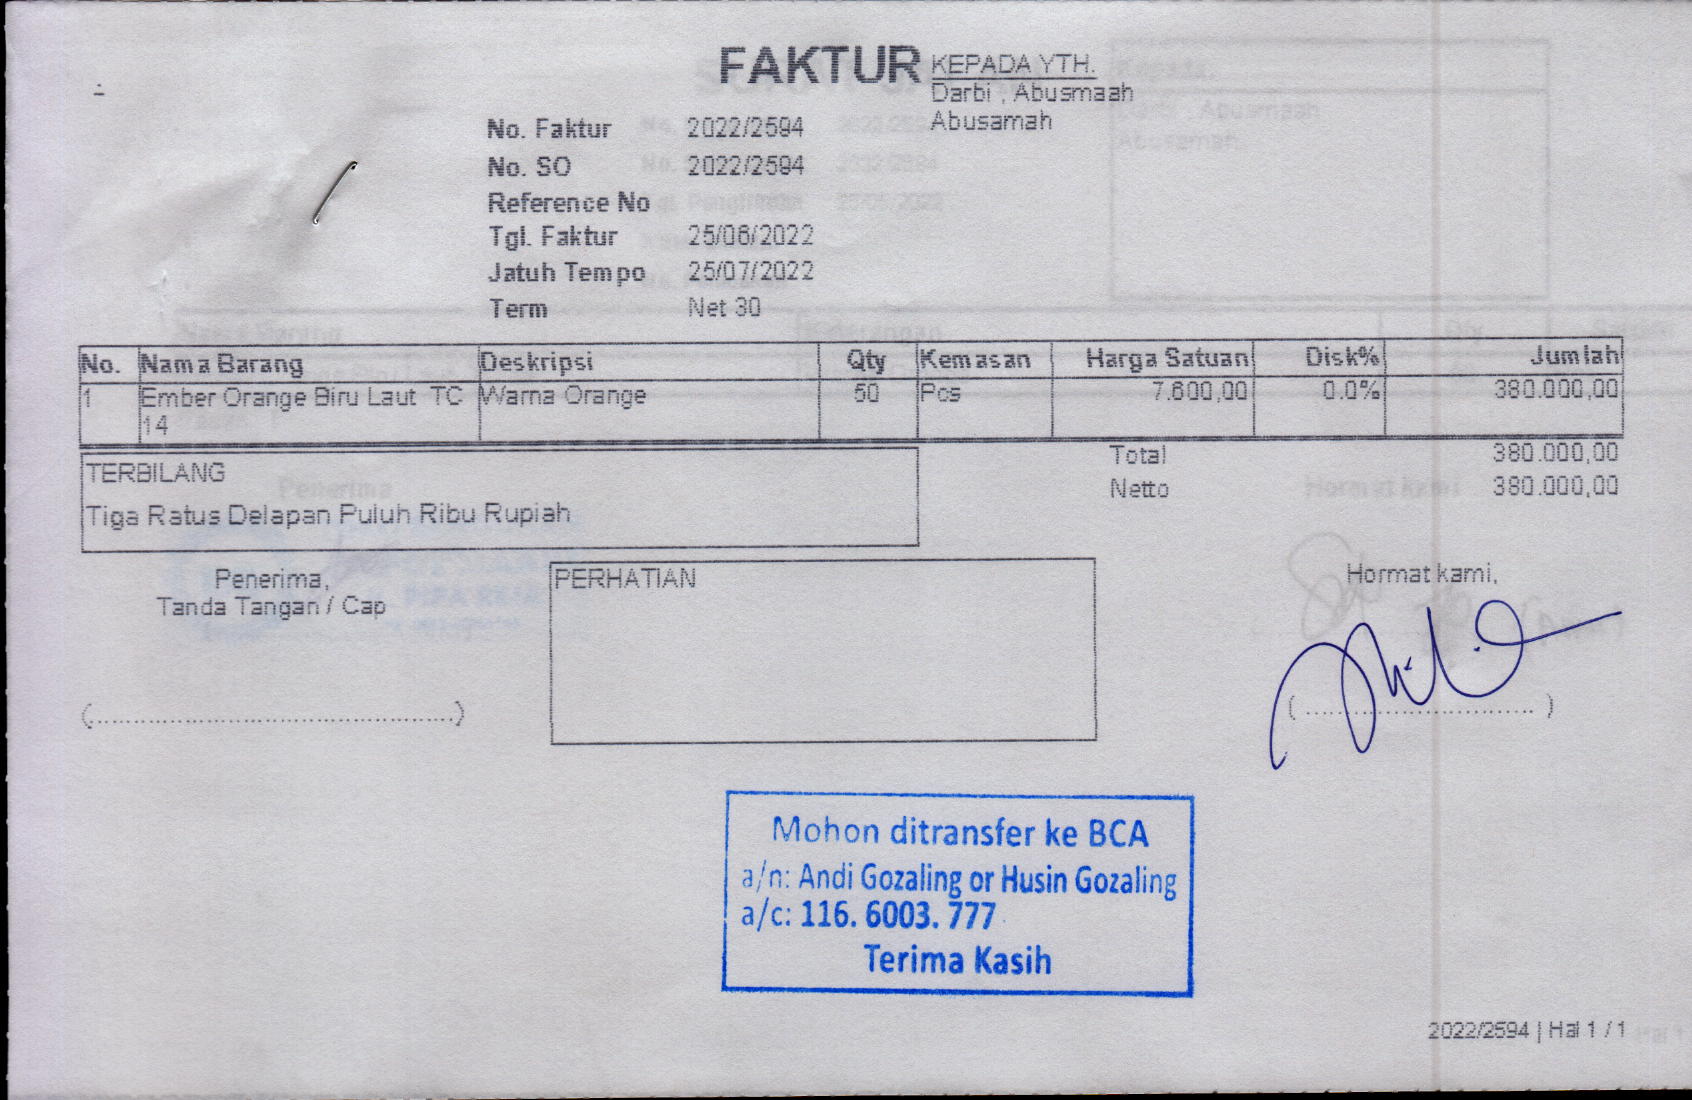 FAKTUR
KEPADA YTH.
Darbi , Abusmaah
Abusamah
No. Faktur 2022/2594
No. SO 2022/2594
Reference No
Tgl. Faktur 25/06/2022
Jatuh Tempo 25/07/2022
Term Net 30
No. Nama Barang Deskripsi Qty Kemasan Harga Satuan Disk% Jumlah
1 Ember Orange Biru Laut TC Warna Orange 50 Pcs 7.600,00 0.0% 380.000,00
14
Total 380.000,00
Netto 380.000,00
TERBILANG
Tiga Ratus Delapan Puluh Ribu Rupiah
Penerima,
Tanda Tangan / Cap
PERHATIAN
Hormat kami,
(..............................................)
( .................................. )
Mohon ditransfer ke BCA
a/n: Andi Gozaling or Husin Gozaling
a/c: 116. 6003. 777
Terima Kasih
2022/2594 | Hal 1 / 1